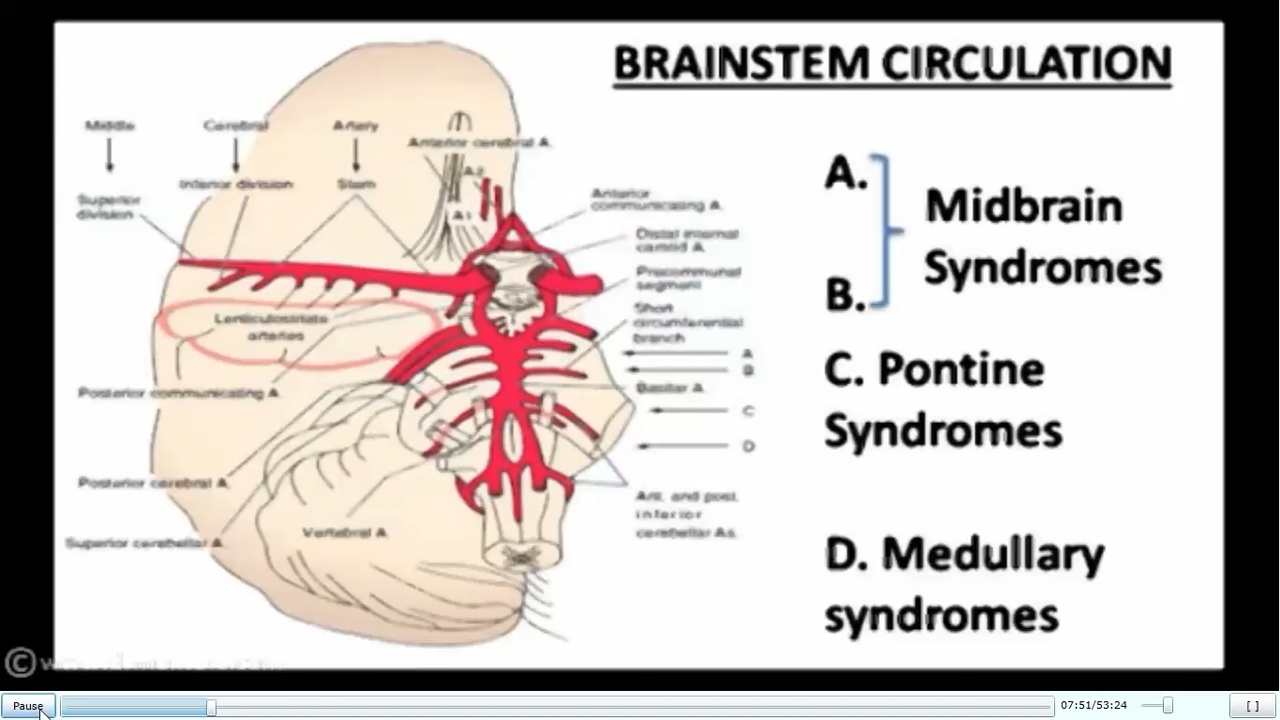 BRAINSTEM CIRCULATION
Middle Cerebral Artery
Anterior cerebral A.
Inferior division
Stem
Superior
division
A2
A1
Anterior
communicating A.
Distal internal
carotid A.
Precommunal
segment
Short
circumferential
branch
Lenticulostriate
arteries
A
B
Basilar A.
C
D
Posterior communicating A.
Posterior cerebral A.
Superior cerebellar A.
Vertebral A.
Ant. and post.
inferior
cerebellar As.
A.
B.
Midbrain
Syndromes
C. Pontine
Syndromes
D. Medullary
syndromes
©
Pause
07:51/53:24
[ ]